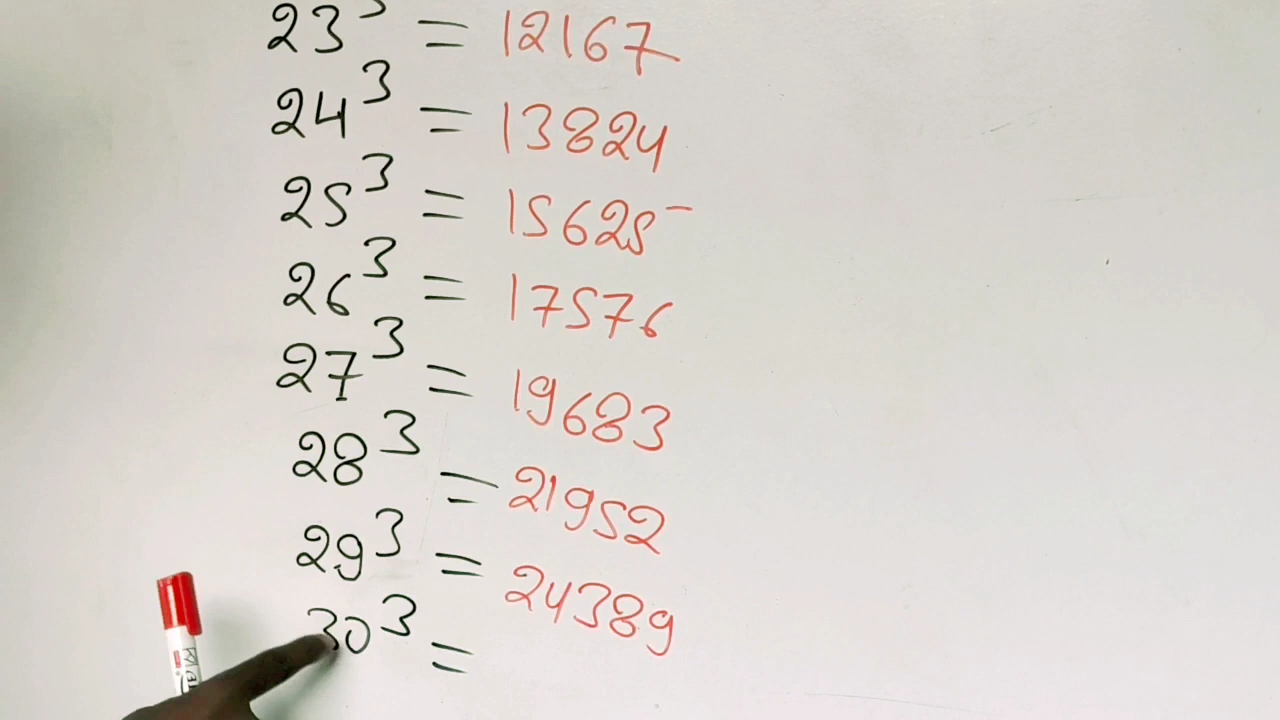 23³ = 12167
24³ = 13824
25³ = 15625
26³ = 17576
27³ = 19683
28³ = 21952
29³ = 24389
30³ =